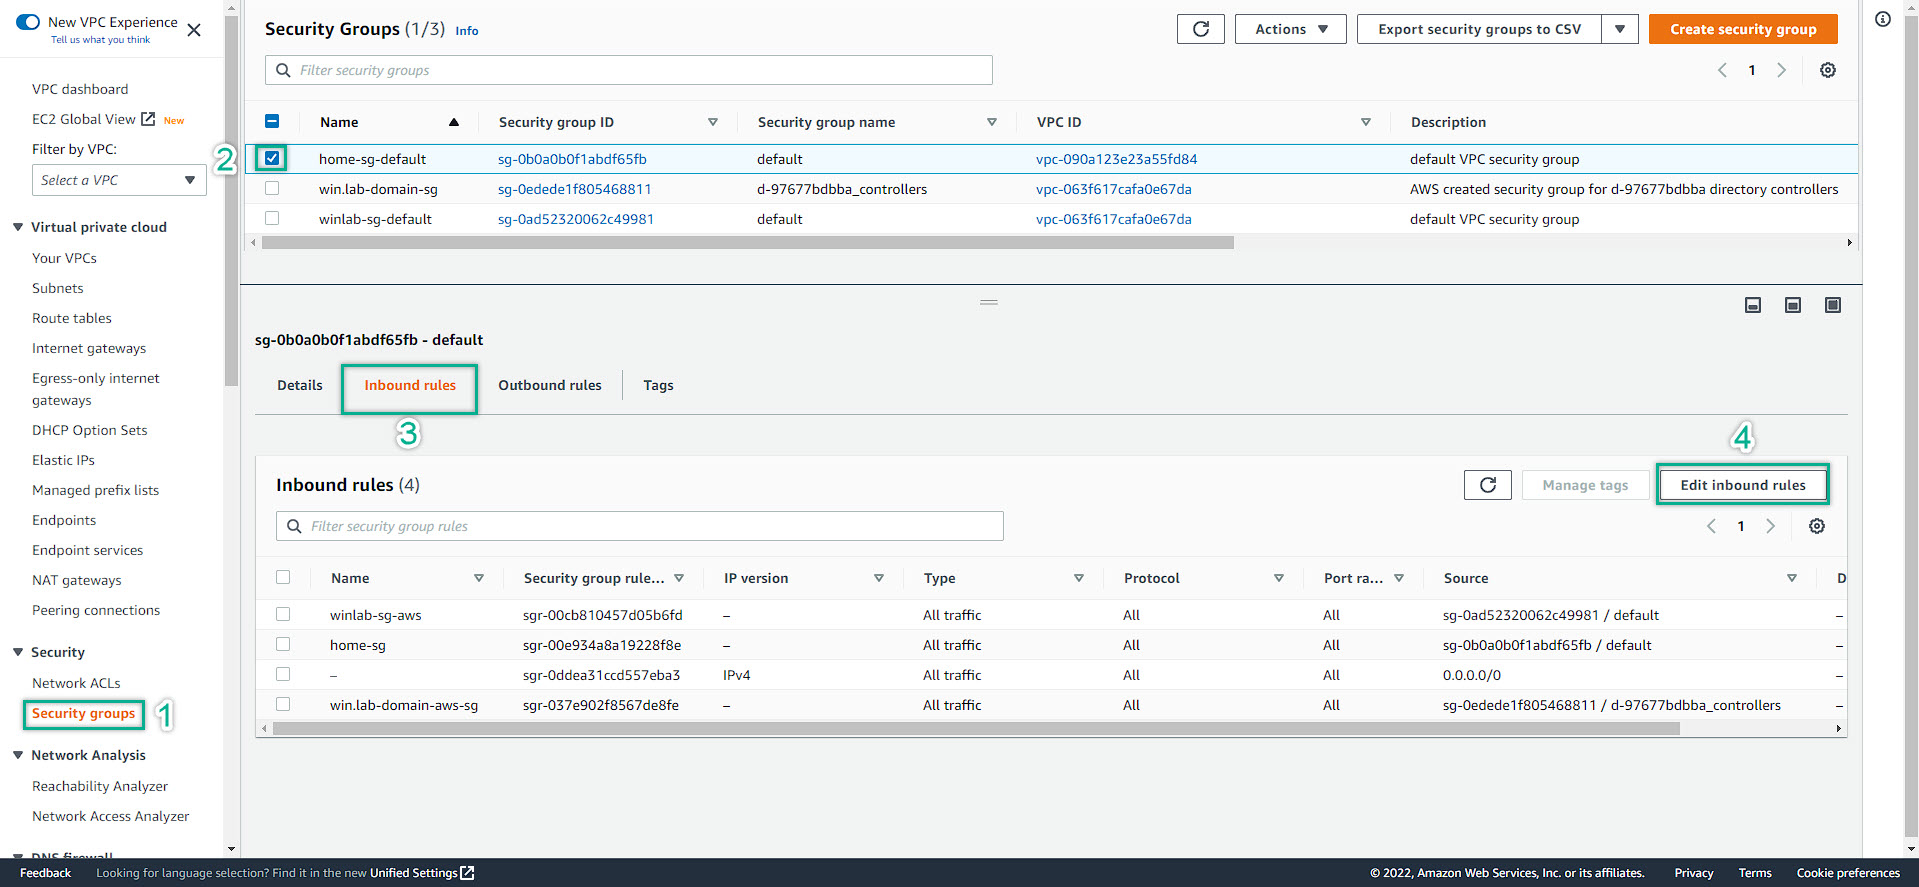 New VPC Experience
Tell us what you think
VPC dashboard
EC2 Global View New
Filter by VPC:
Select a VPC
Virtual private cloud
Your VPCs
Subnets
Route tables
Internet gateways
Egress-only internet
gateways
DHCP Option Sets
Elastic IPs
Managed prefix lists
Endpoints
Endpoint services
NAT gateways
Peering connections
Security
Network ACLs
Security groups 1
Network Analysis
Reachability Analyzer
Network Access Analyzer
DNS firewall
Security Groups (1/3) Info
Actions
Export security groups to CSV
Create security group
Filter security groups
1
Name Security group ID Security group name VPC ID Description
2 home-sg-default sg-0b0a0b0f1abdf65fb default vpc-090a123e23a55fd84 default VPC security group
win.lab-domain-sg sg-0edede1f805468811 d-97677bdbba_controllers vpc-063f617cafa0e67da AWS created security group for d-97677bdbba directory controllers
winlab-sg-default sg-0ad52320062c49981 default vpc-063f617cafa0e67da default VPC security group
sg-0b0a0b0f1abdf65fb - default
Details Inbound rules Outbound rules Tags
3
4
Inbound rules (4)
Manage tags
Edit inbound rules
Filter security group rules
1
Name Security group rule... IP version Type Protocol Port ra... Source D
winlab-sg-aws sgr-00cb810457d05b6fd – All traffic All All sg-0ad52320062c49981 / default –
home-sg sgr-00e934a8a19228f8e – All traffic All All sg-0b0a0b0f1abdf65fb / default –
– sgr-0ddea31ccd557eba3 IPv4 All traffic All All 0.0.0.0/0 –
win.lab-domain-aws-sg sgr-037e902f8567de8fe – All traffic All All sg-0edede1f805468811 / d-97677bdbba_controllers –
Feedback Looking for language selection? Find it in the new Unified Settings © 2022, Amazon Web Services, Inc. or its affiliates. Privacy Terms Cookie preferences